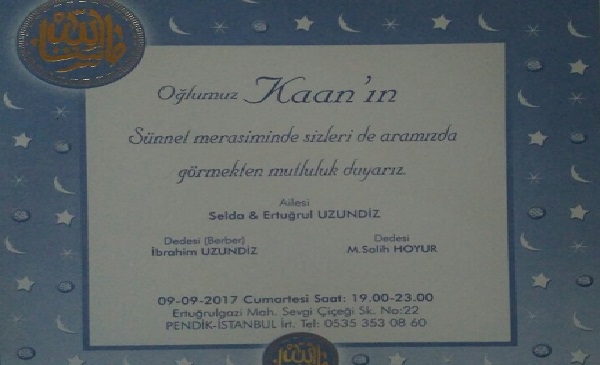 Oğlumuz Kaan'ın
Sünnet merasiminde sizleri de aramızda
görmekten mutluluk duyarız.
Ailesi
Selda & Ertuğrul UZUNDİZ
Dedesi (Berber)
İbrahim UZUNDİZ
Dedesi
M.Salih HOYUR
09-09-2017 Cumartesi Saat: 19.00-23.00
Ertuğrulgazi Mah. Sevgi Çiçeği Sk. No:22
PENDİK-İSTANBUL İrt. Tel: 0535 353 08 60